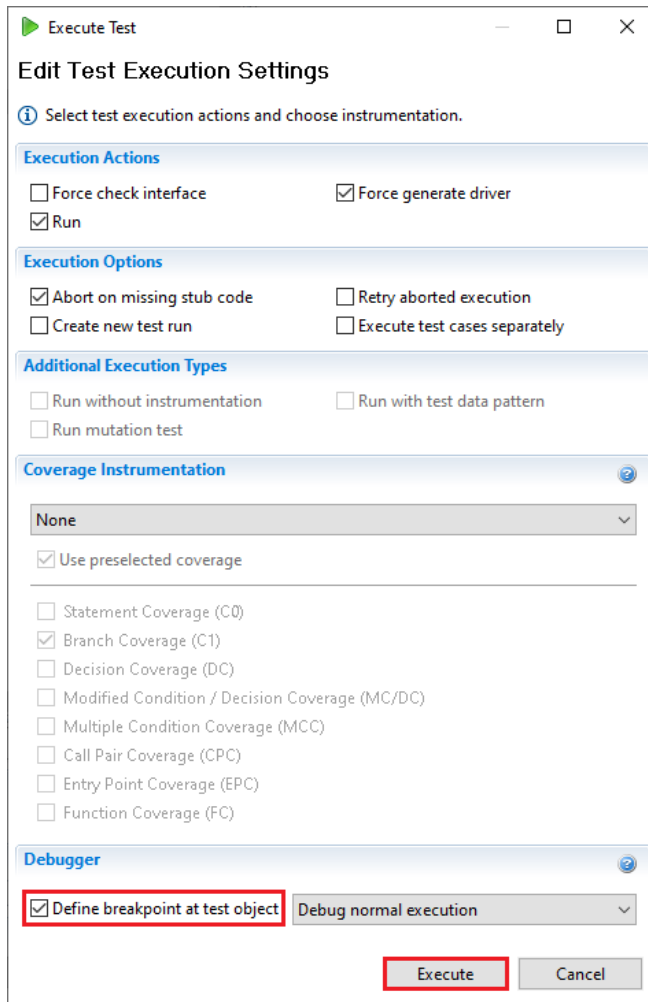 Execute Test
Edit Test Execution Settings
Select test execution actions and choose instrumentation.
Execution Actions
Force check interface
Force generate driver
Run
Execution Options
Abort on missing stub code
Retry aborted execution
Create new test run
Execute test cases separately
Additional Execution Types
Run without instrumentation
Run with test data pattern
Run mutation test
Coverage Instrumentation
None
Use preselected coverage
Statement Coverage (C0)
Branch Coverage (C1)
Decision Coverage (DC)
Modified Condition / Decision Coverage (MC/DC)
Multiple Condition Coverage (MCC)
Call Pair Coverage (CPC)
Entry Point Coverage (EPC)
Function Coverage (FC)
Debugger
Define breakpoint at test object
Debug normal execution
Execute
Cancel